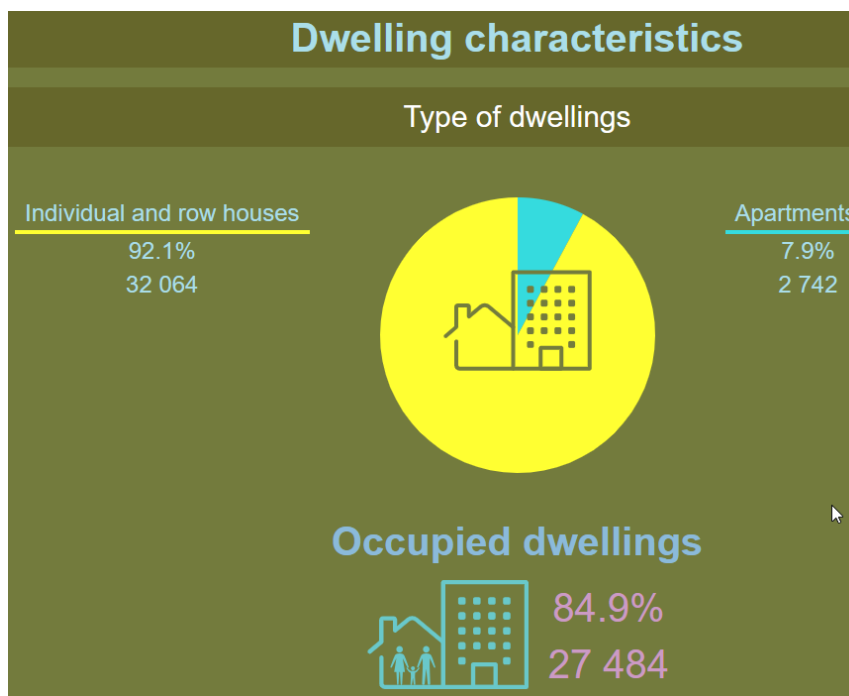 Dwelling characteristics
Type of dwellings
Individual and row houses
92.1%
32 064
Apartments
7.9%
2 742
Occupied dwellings
84.9%
27 484